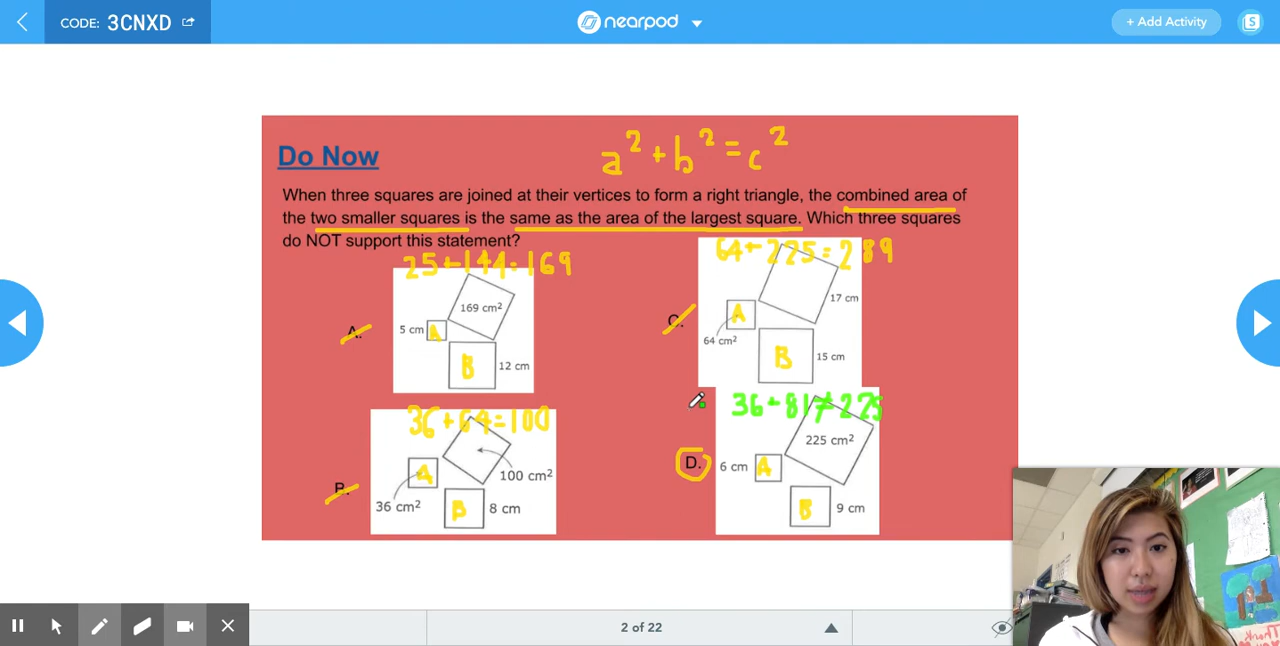 CODE: 3CNXD
nearpod
+ Add Activity
S
a² + b² = c²
Do Now
When three squares are joined at their vertices to form a right triangle, the combined area of
the two smaller squares is the same as the area of the largest square. Which three squares
do NOT support this statement?
25+144=169
A.
169 cm²
5 cm
A
B
12 cm
64+225=289
C.
A
17 cm
64 cm²
B
15 cm
36+64=100
B.
A
100 cm²
36 cm²
B
8 cm
36+81≠225
D.
225 cm²
6 cm
A
B
9 cm
2 of 22